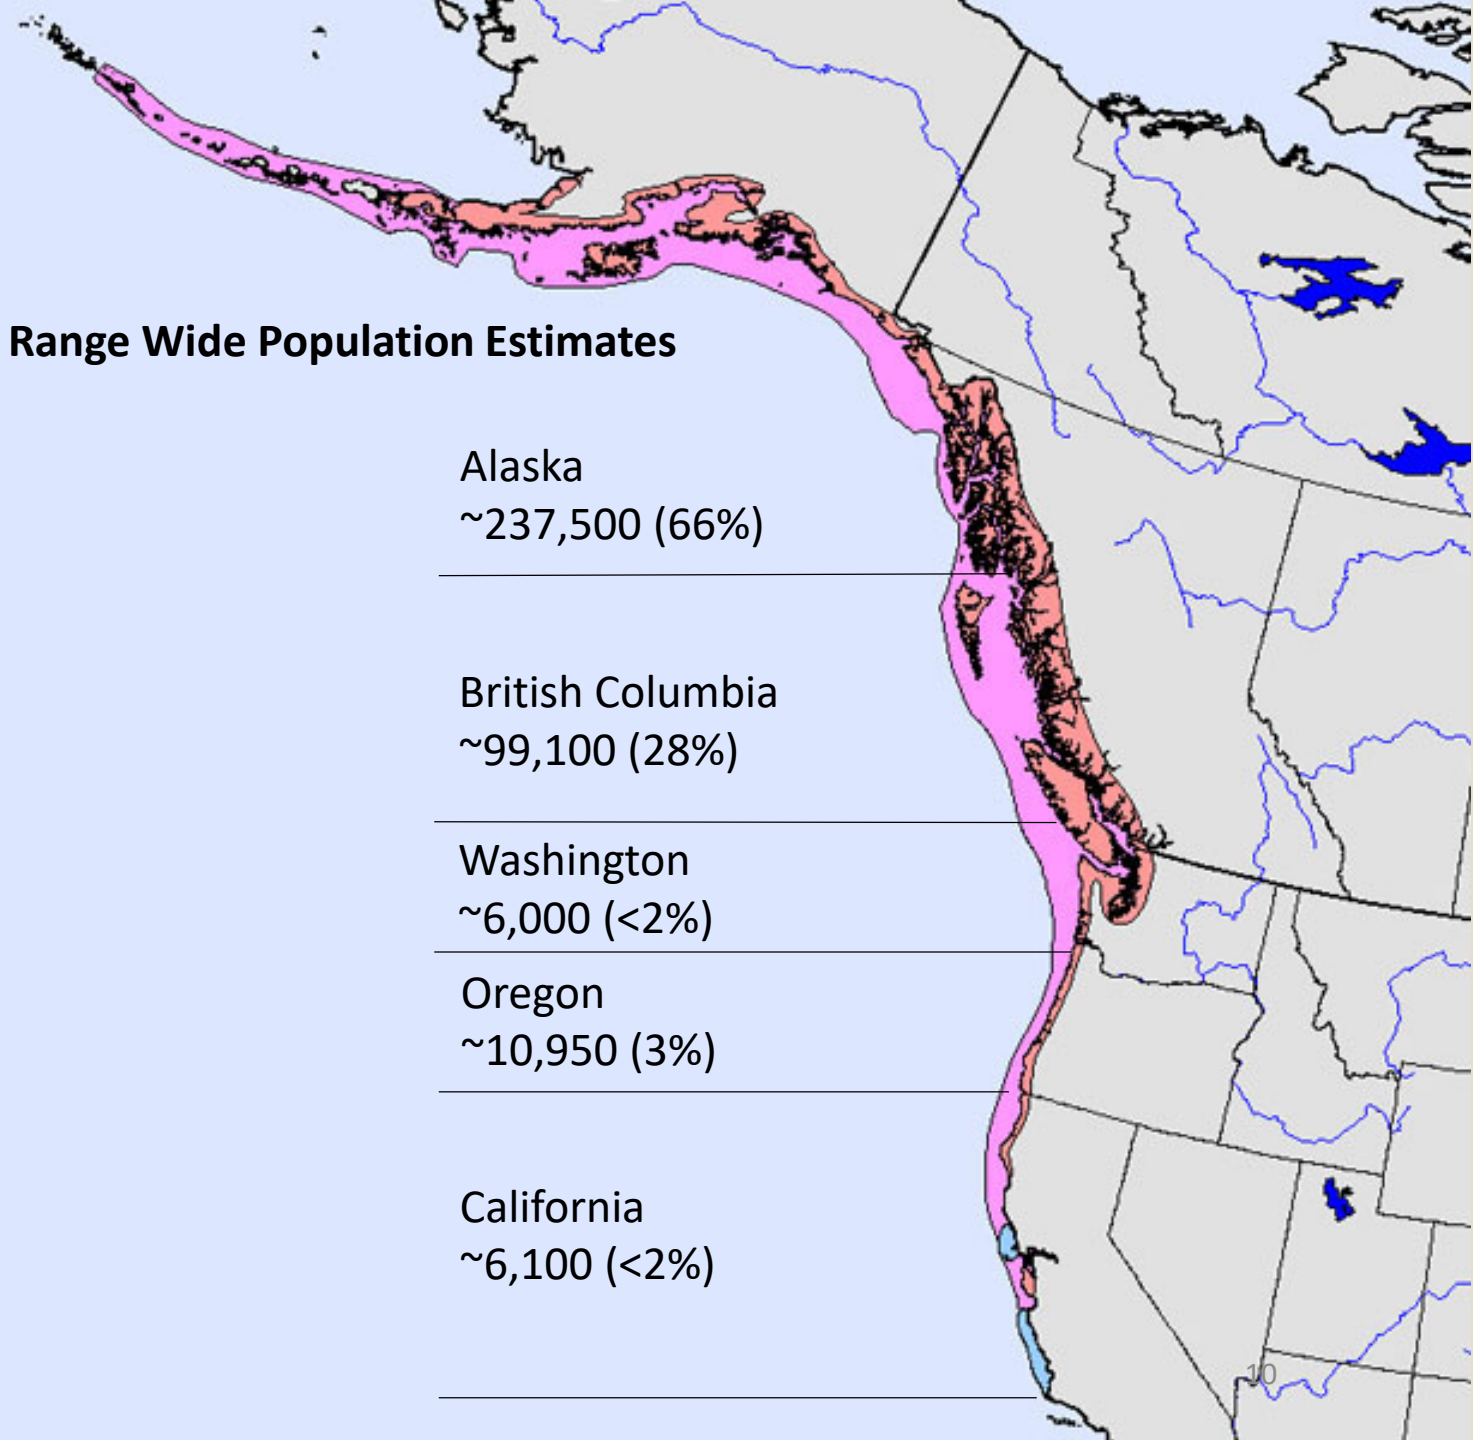 Range Wide Population Estimates
Alaska
~237,500 (66%)
British Columbia
~99,100 (28%)
Washington
~6,000 (<2%)
Oregon
~10,950 (3%)
California
~6,100 (<2%)
10